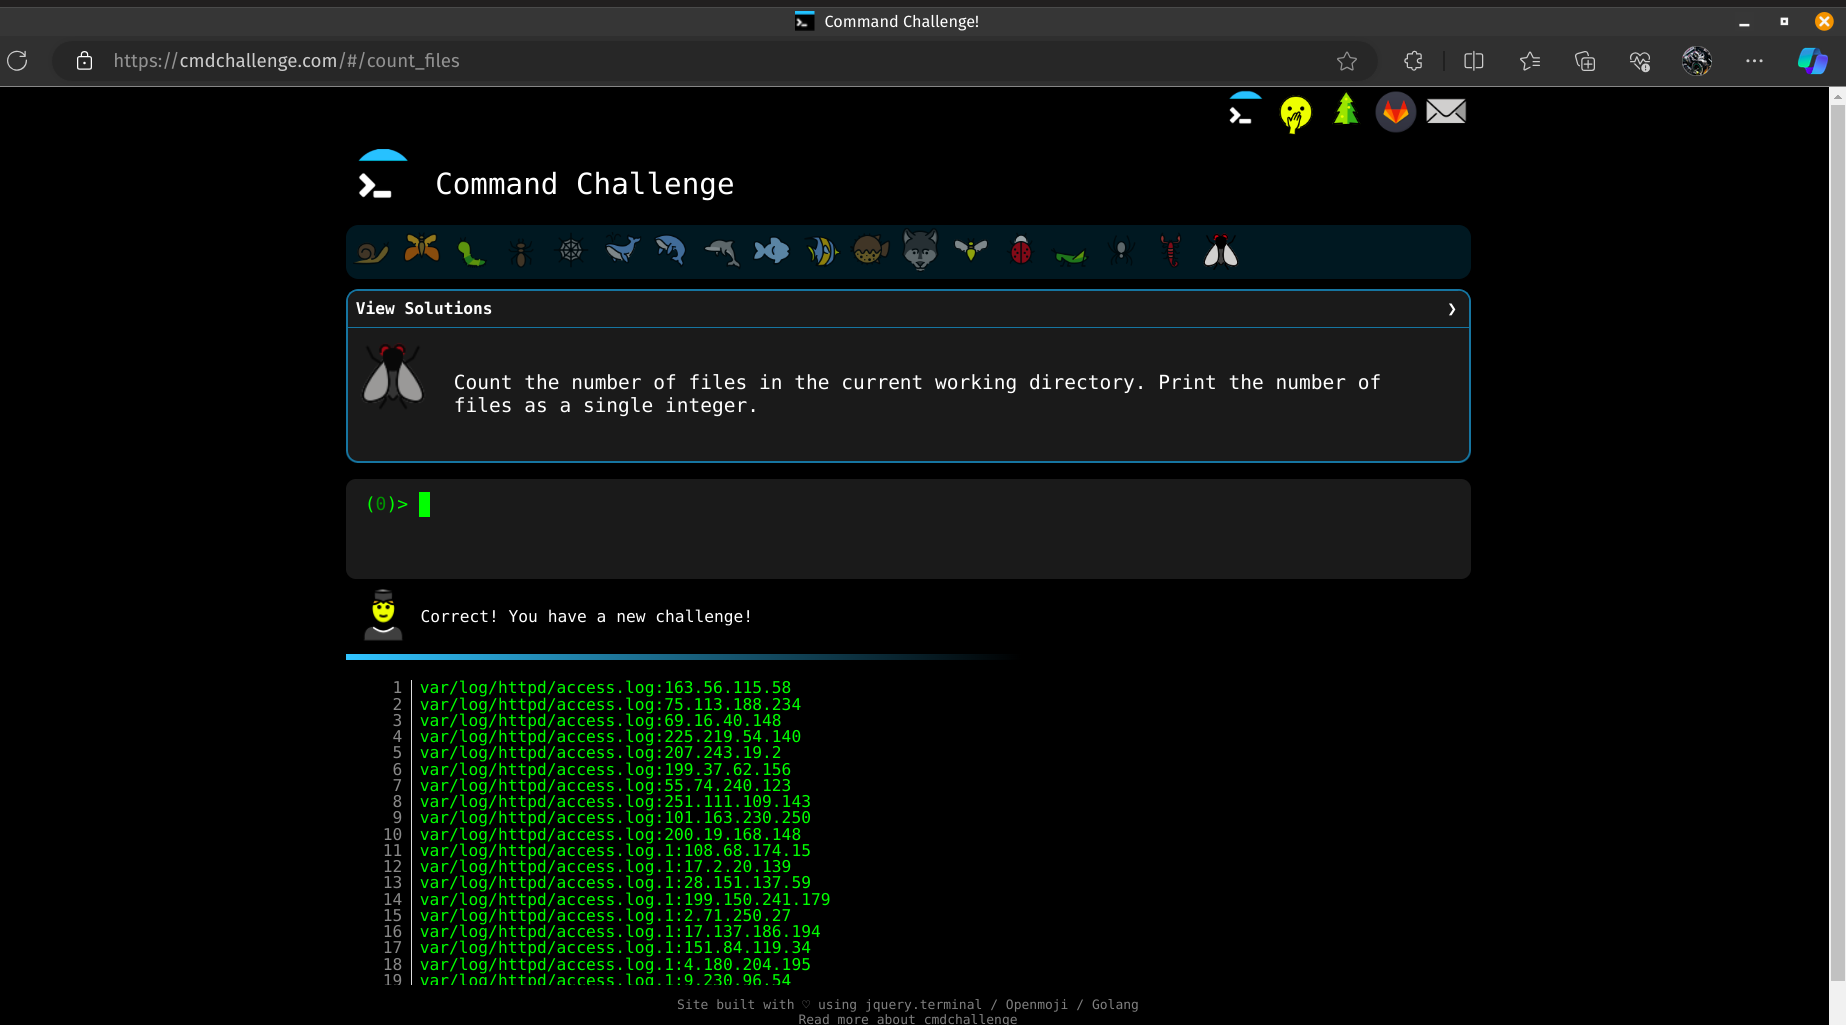 Command Challenge!
https://cmdchallenge.com/#/count_files
Command Challenge
View Solutions ❯
Count the number of files in the current working directory. Print the number of
files as a single integer.
(0)>
Correct! You have a new challenge!
1 var/log/httpd/access.log:163.56.115.58
2 var/log/httpd/access.log:75.113.188.234
3 var/log/httpd/access.log:69.16.40.148
4 var/log/httpd/access.log:225.219.54.140
5 var/log/httpd/access.log:207.243.19.2
6 var/log/httpd/access.log:199.37.62.156
7 var/log/httpd/access.log:55.74.240.123
8 var/log/httpd/access.log:251.111.109.143
9 var/log/httpd/access.log:101.163.230.250
10 var/log/httpd/access.log:200.19.168.148
11 var/log/httpd/access.log.1:108.68.174.15
12 var/log/httpd/access.log.1:17.2.20.139
13 var/log/httpd/access.log.1:28.151.137.59
14 var/log/httpd/access.log.1:199.150.241.179
15 var/log/httpd/access.log.1:2.71.250.27
16 var/log/httpd/access.log.1:17.137.186.194
17 var/log/httpd/access.log.1:151.84.119.34
18 var/log/httpd/access.log.1:4.180.204.195
19 var/log/httpd/access.log.1:9.230.96.54
Site built with ♡ using jquery.terminal / Openmoji / Golang
Read more about cmdchallenge